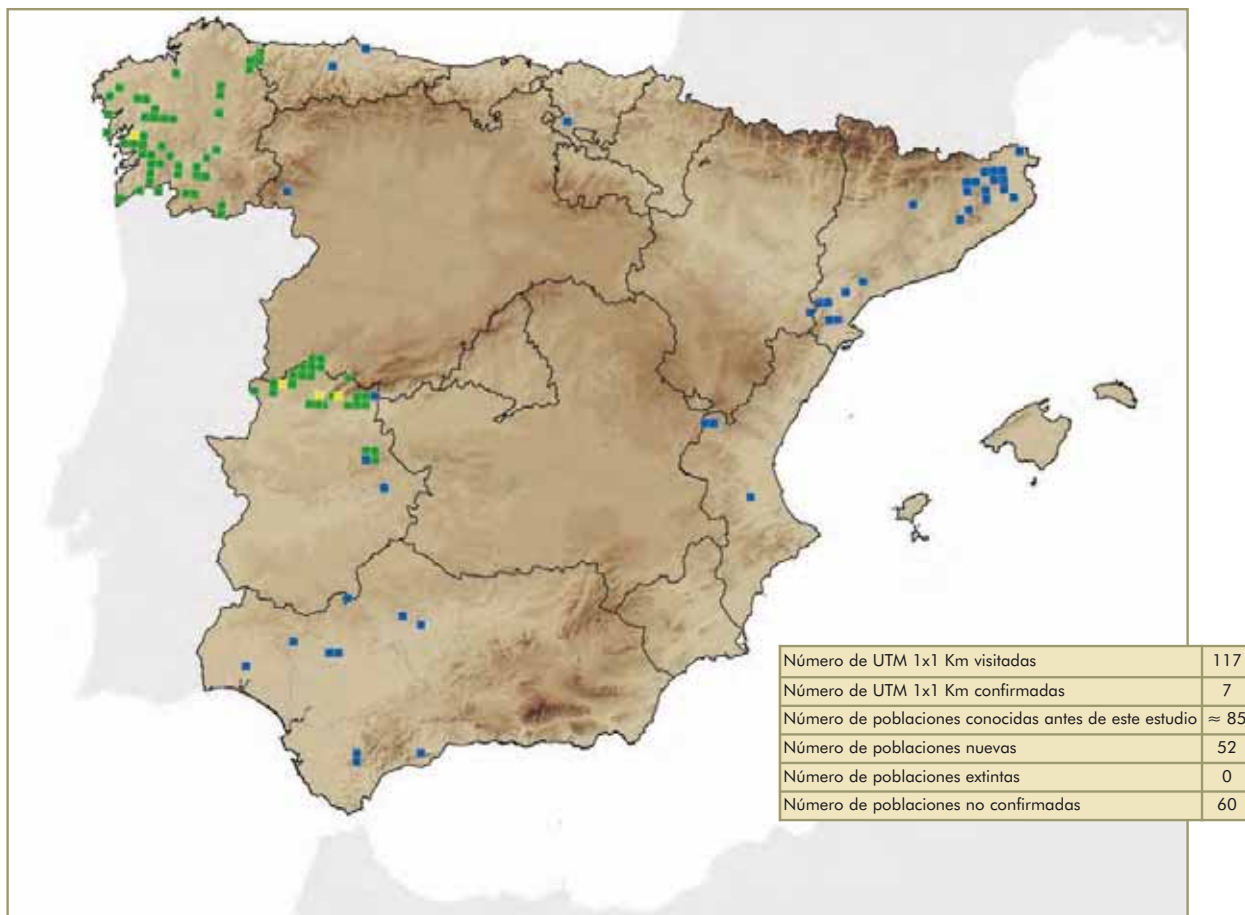 Número de UTM 1x1 Km visitadas 117
Número de UTM 1x1 Km confirmadas 7
Número de poblaciones conocidas antes de este estudio ≈ 85
Número de poblaciones nuevas 52
Número de poblaciones extintas 0
Número de poblaciones no confirmadas 60